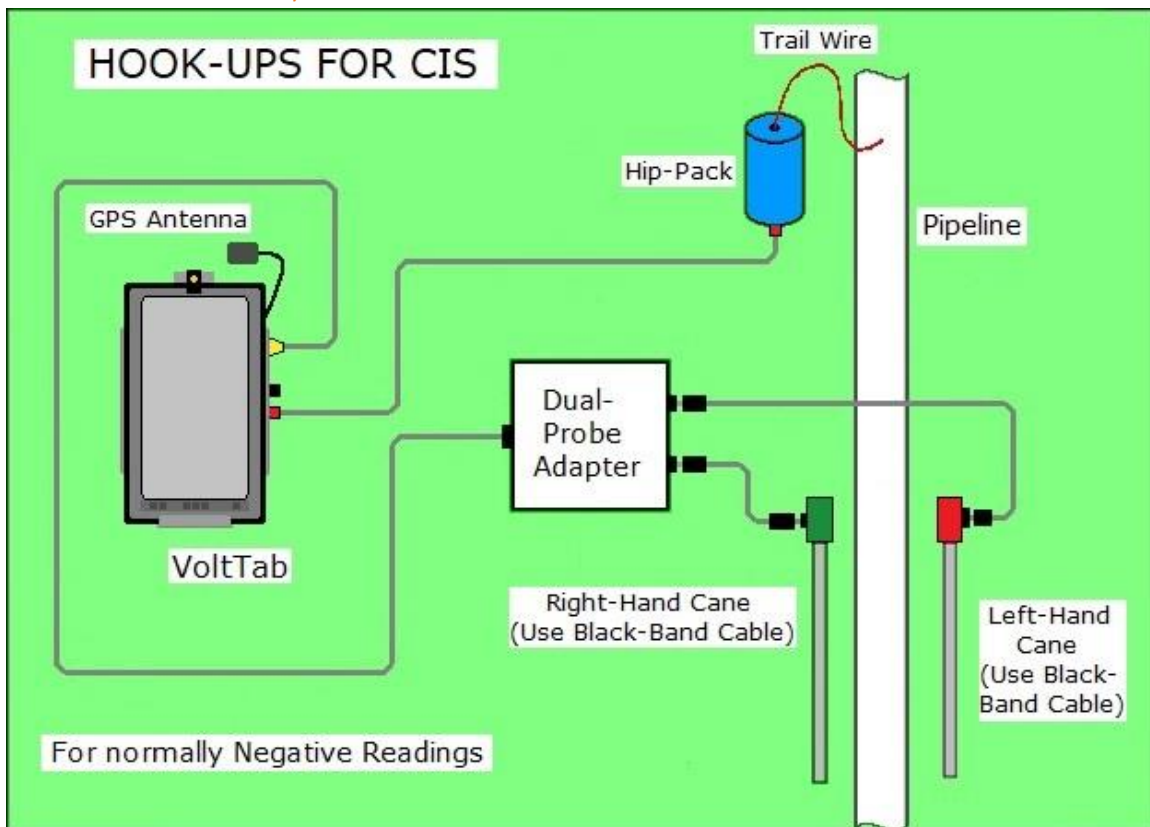 HOOK-UPS FOR CIS
Trail Wire
Hip-Pack
GPS Antenna
Pipeline
Dual-
Probe
Adapter
VoltTab
Right-Hand Cane
(Use Black-Band Cable)
Left-Hand
Cane
(Use Black-
Band Cable)
For normally Negative Readings